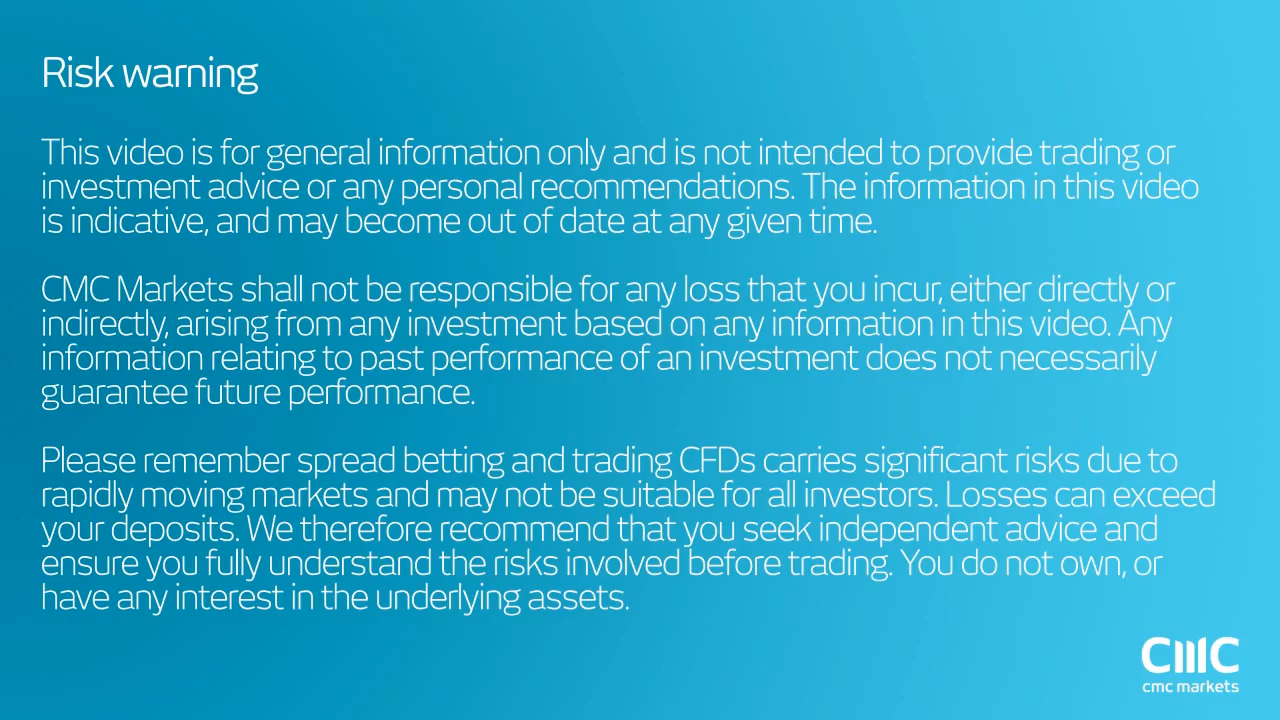 Risk warning
This video is for general information only and is not intended to provide trading or
investment advice or any personal recommendations. The information in this video
is indicative, and may become out of date at any given time.
CMC Markets shall not be responsible for any loss that you incur, either directly or
indirectly, arising from any investment based on any information in this video. Any
information relating to past performance of an investment does not necessarily
guarantee future performance.
Please remember spread betting and trading CFDs carries significant risks due to
rapidly moving markets and may not be suitable for all investors. Losses can exceed
your deposits. We therefore recommend that you seek independent advice and
ensure you fully understand the risks involved before trading. You do not own, or
have any interest in the underlying assets.
CMC
cmc markets